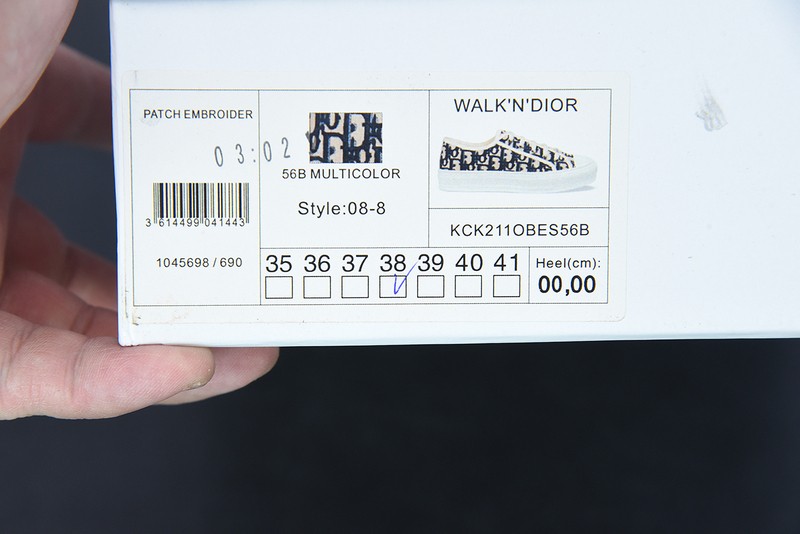 PATCH EMBROIDER
03:02
3 614499 041443
1045698 / 690
56B MULTICOLOR
Style:08-8
WALK'N'DIOR
KCK211OBES56B
35 36 37 38 39 40 41
Heel(cm):
00,00